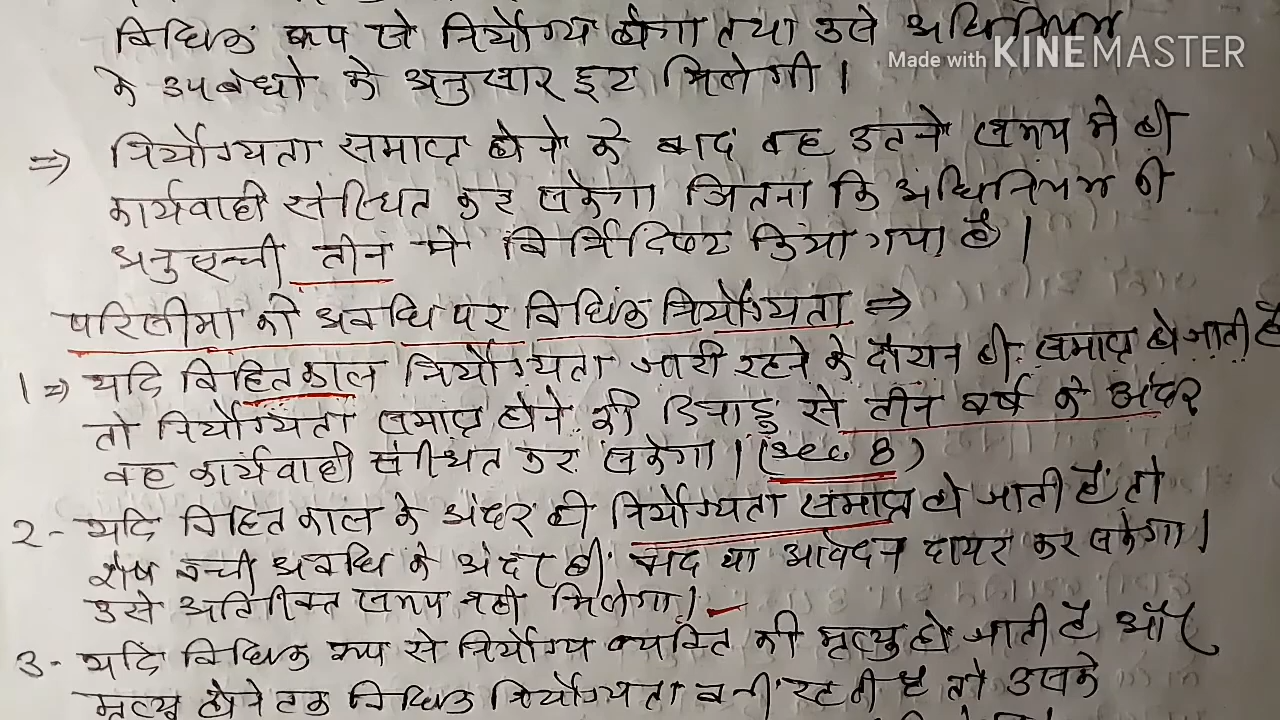 विधिक रूप से निर्योग्य होगा तथा उसे अधिनियम
Made with KINEMASTER
के उपबंधो के अनुसार छूट मिलेगी।
⇒ निर्योग्यता समाप्त होने के बाद वह उतने समय मे ही
कार्यवाही संस्थित कर सकेगा जितना कि अधिनियम की
अनुसूची तीन मे विनिर्दिष्ट किया गया है।
परिसीमा की अवधि पर विधिक निर्योग्यता ⇒
1⇒ यदि विहित काल निर्योग्यता जारी रहने के दौरान ही समाप्त हो जाती है
तो निर्योग्यता समाप्त होने की दिनाङ्क से तीन वर्ष के अंदर
वह कार्यवाही संस्थित कर सकेगा। (sec. 8)
2- यदि विहित काल के अंदर ही निर्योग्यता समाप्त हो जाती है तो
शेष बची अवधि के अंदर ही वाद या आवेदन दायर कर सकेगा।
उसे अतिरिक्त समय नही मिलेगा।
3- यदि विधिक रूप से निर्योग्य व्यक्ति की मृत्यु हो जाती है और
मृत्यु होने तक विधिक निर्योग्यता बनी रहती है तो उसके